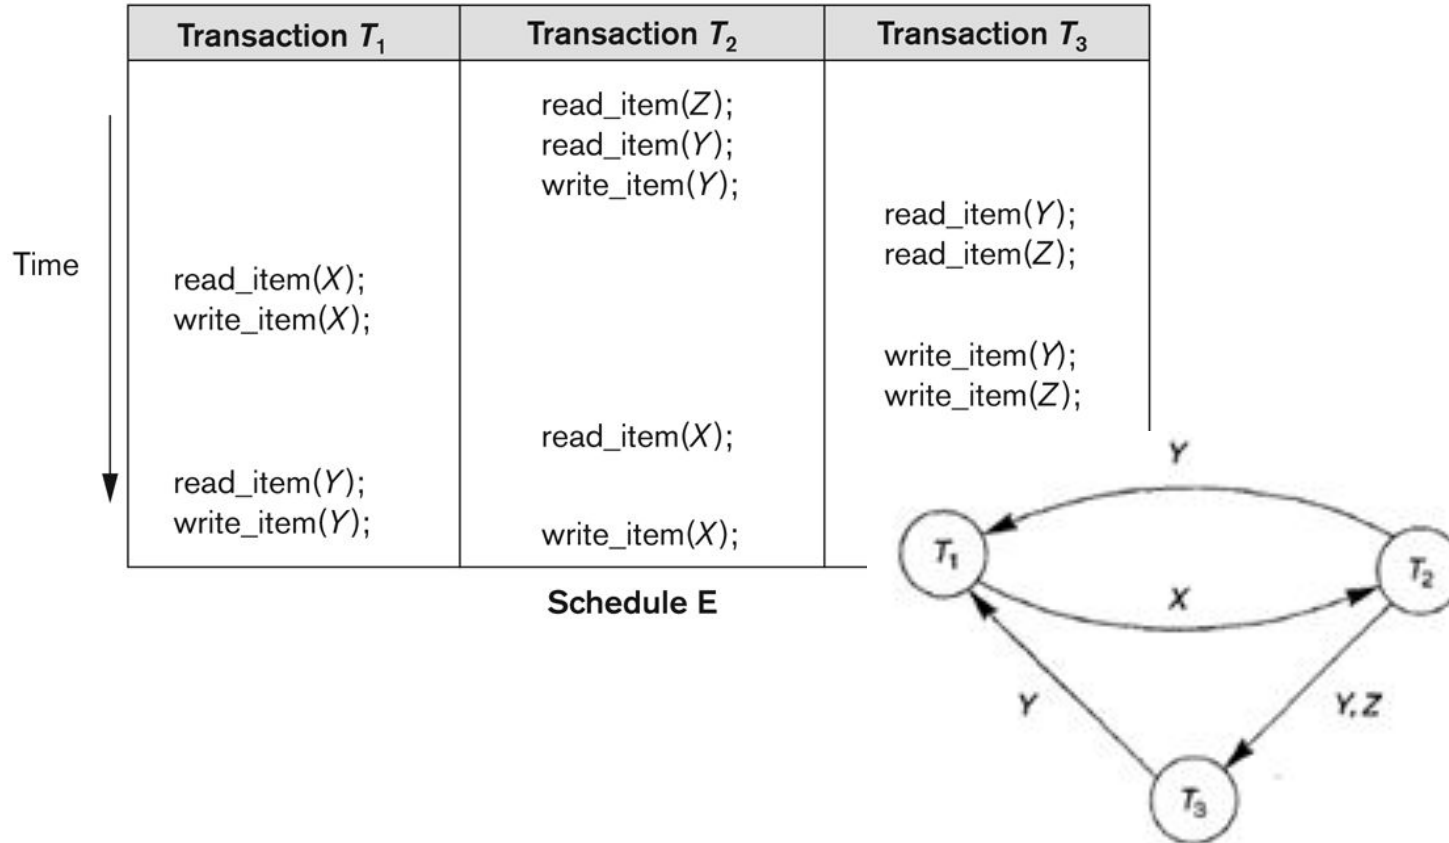 Transaction T1 Transaction T2 Transaction T3
read_item(Z);
read_item(Y);
write_item(Y);
read_item(Y);
read_item(Z);
Time
read_item(X);
write_item(X);
write_item(Y);
write_item(Z);
read_item(X);
read_item(Y);
write_item(Y);
write_item(X);
Schedule E
Y
T1
T2
X
Y
Y, Z
T3